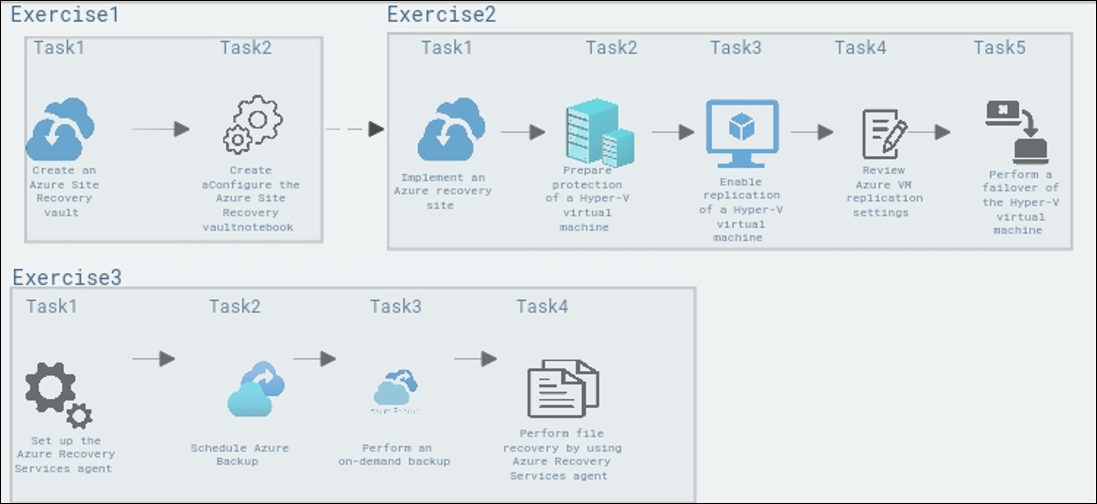 Exercise1
Task1
Task2
Create an
Azure Site
Recovery
vault
Create
aConfigure the
Azure Site
Recovery
vaultnotebook
Exercise2
Task1
Task2
Task3
Task4
Task5
Implement an
Azure recovery
site
Prepare
protection
of a Hyper-V
virtual
machine
Enable
replication
of a Hyper-V
virtual
machine
Review
Azure VM
replication
settings
Perform a
failover of
the Hyper-V
virtual
machine
Exercise3
Task1
Task2
Task3
Task4
Set up the
Azure Recovery
Services agent
Schedule Azure
Backup
Perform an
on-demand backup
Perform file
recovery by using
Azure Recovery
Services agent